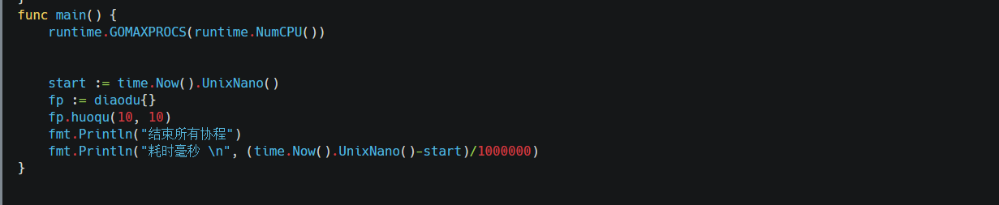 }
func main() {
    runtime.GOMAXPROCS(runtime.NumCPU())
    start := time.Now().UnixNano()
    fp := diaodu{}
    fp.huoqu(10, 10)
    fmt.Println("结束所有协程")
    fmt.Println("耗时毫秒 \n", (time.Now().UnixNano()-start)/1000000)
}